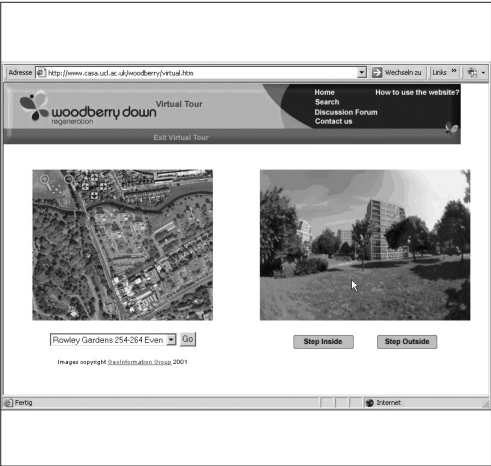 Adresse http://www.casa.ucl.ac.uk/woodberry/virtual.htm Wechseln zu Links »
Home How to use the website?
Search
Discussion Forum
Contact us
woodberry down Virtual Tour
regeneration
Exit Virtual Tour
Rowley Gardens 254-264 Even Go
Step Inside Step Outside
Images copyright GeoInformation Group 2001
Fertig Internet